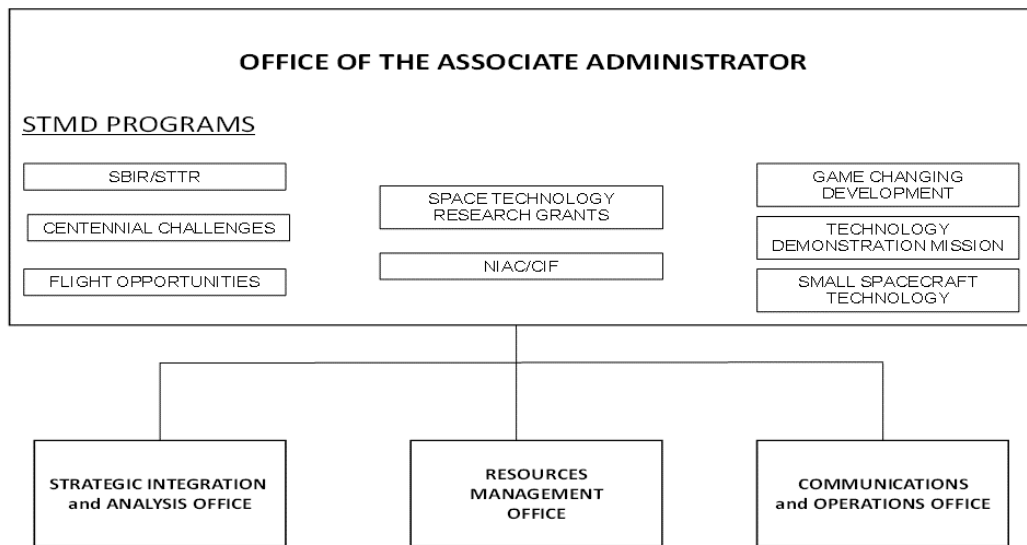 OFFICE OF THE ASSOCIATE ADMINISTRATOR
STMD PROGRAMS
SBIR/STTR
CENTENNIAL CHALLENGES
FLIGHT OPPORTUNITIES
SPACE TECHNOLOGY
RESEARCH GRANTS
NIAC/CIF
GAME CHANGING
DEVELOPMENT
TECHNOLOGY
DEMONSTRATION MISSION
SMALL SPACECRAFT
TECHNOLOGY
STRATEGIC INTEGRATION
and ANALYSIS OFFICE
RESOURCES
MANAGEMENT
OFFICE
COMMUNICATIONS
and OPERATIONS OFFICE